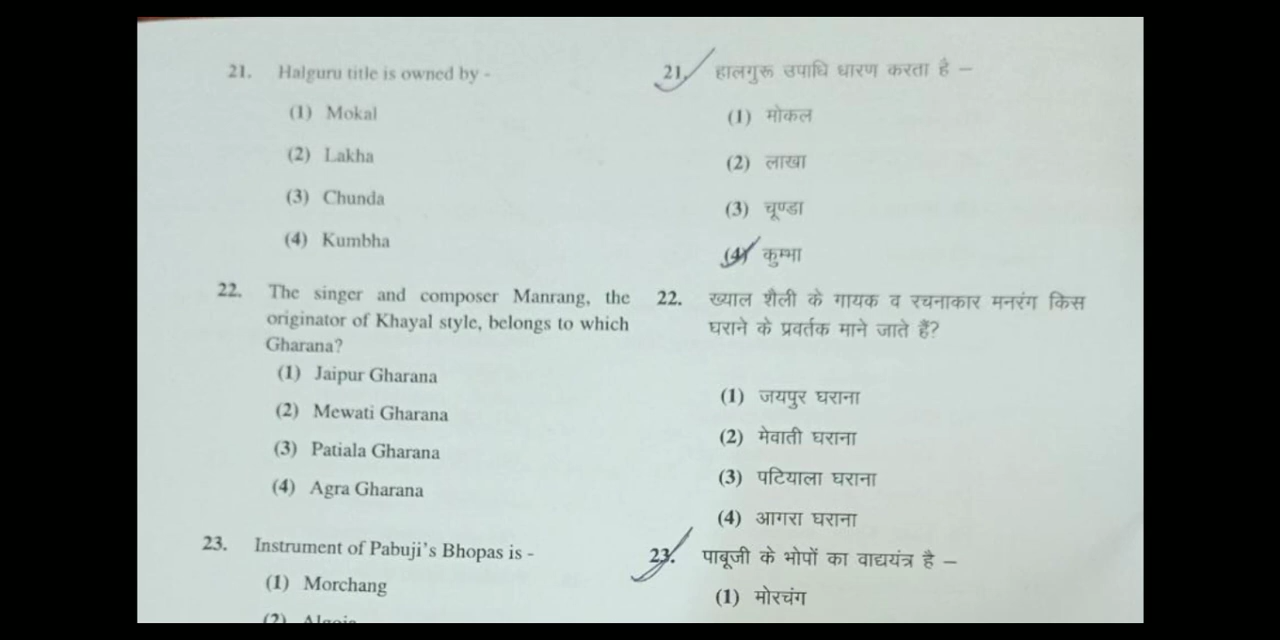 21. Halguru title is owned by -
(1) Mokal
(2) Lakha
(3) Chunda
(4) Kumbha
22. The singer and composer Manrang, the
originator of Khayal style, belongs to which
Gharana?
(1) Jaipur Gharana
(2) Mewati Gharana
(3) Patiala Gharana
(4) Agra Gharana
23. Instrument of Pabuji's Bhopas is -
(1) Morchang
(2)
21. हालगुरू उपाधि धारण करता है –
(1) मोकल
(2) लाखा
(3) चूण्डा
(4) कुम्भा
22. ख्याल शैली के गायक व रचनाकार मनरंग किस
घराने के प्रवर्तक माने जाते हैं?
(1) जयपुर घराना
(2) मेवाती घराना
(3) पटियाला घराना
(4) आगरा घराना
23. पाबूजी के भोपों का वाद्ययंत्र है –
(1) मोरचंग